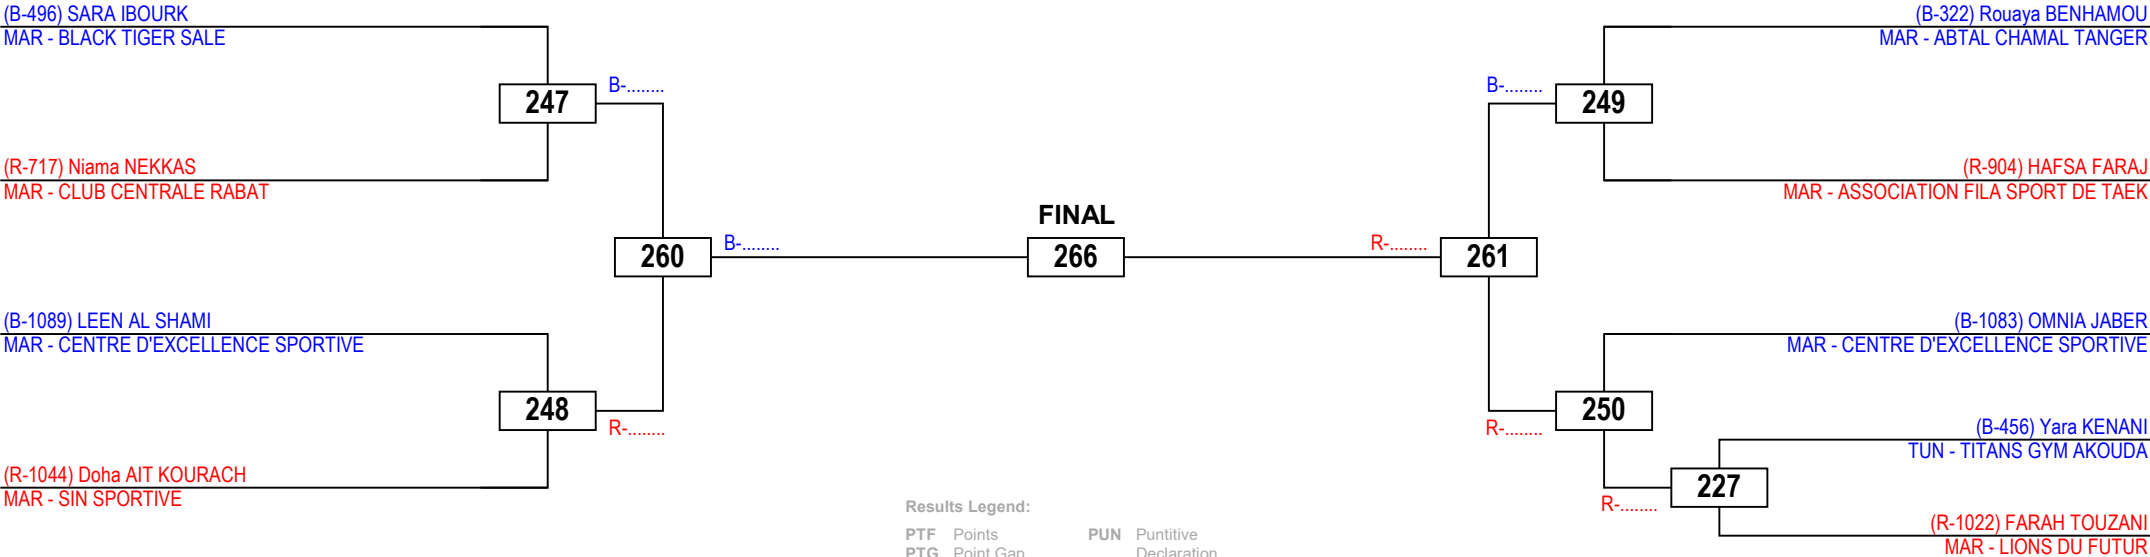 (B-496) SARA IBOURK
MAR - BLACK TIGER SALE
247
B-........
(R-717) Niama NEKKAS
MAR - CLUB CENTRALE RABAT
260
B-........
(B-1089) LEEN AL SHAMI
MAR - CENTRE D'EXCELLENCE SPORTIVE
248
R-........
(R-1044) Doha AIT KOURACH
MAR - SIN SPORTIVE
FINAL
266
(B-322) Rouaya BENHAMOU
MAR - ABTAL CHAMAL TANGER
B-........
249
(R-904) HAFSA FARAJ
MAR - ASSOCIATION FILA SPORT DE TAEK
R-........
261
(B-1083) OMNIA JABER
MAR - CENTRE D'EXCELLENCE SPORTIVE
250
R-........
(B-456) Yara KENANI
TUN - TITANS GYM AKOUDA
227
R-........
(R-1022) FARAH TOUZANI
MAR - LIONS DU FUTUR
Results Legend:
PTF Points PUN Puntitive
PTG Point Gap Declaration